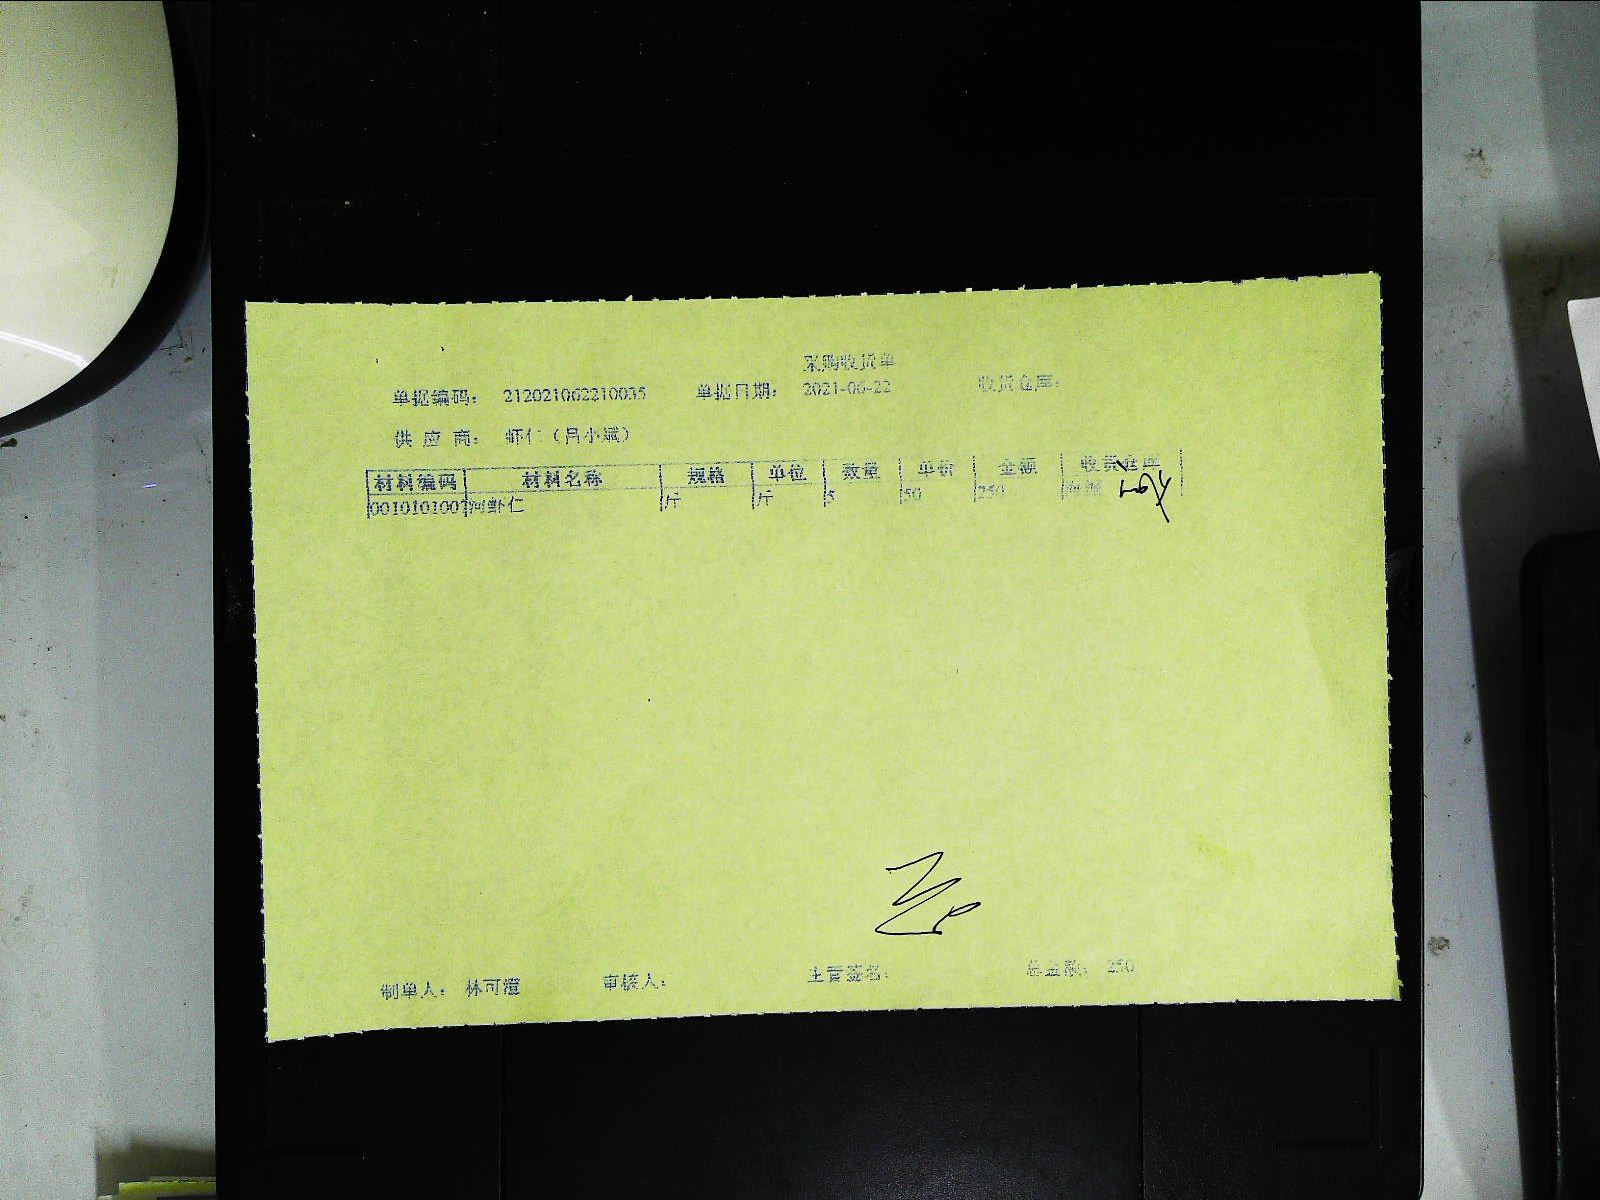 采购收货单
单据编码： 212021062210035 单据日期： 2021-06-22 收货仓库：
供 应 商： 虾仁（吕小斌）
材料编码 材料名称 规格 单位 数量 单价 金额 收货仓库
001010100 河虾仁 斤 斤 5 50 250
制单人： 林可澄 审核人： 主管签名： 总金额： 250